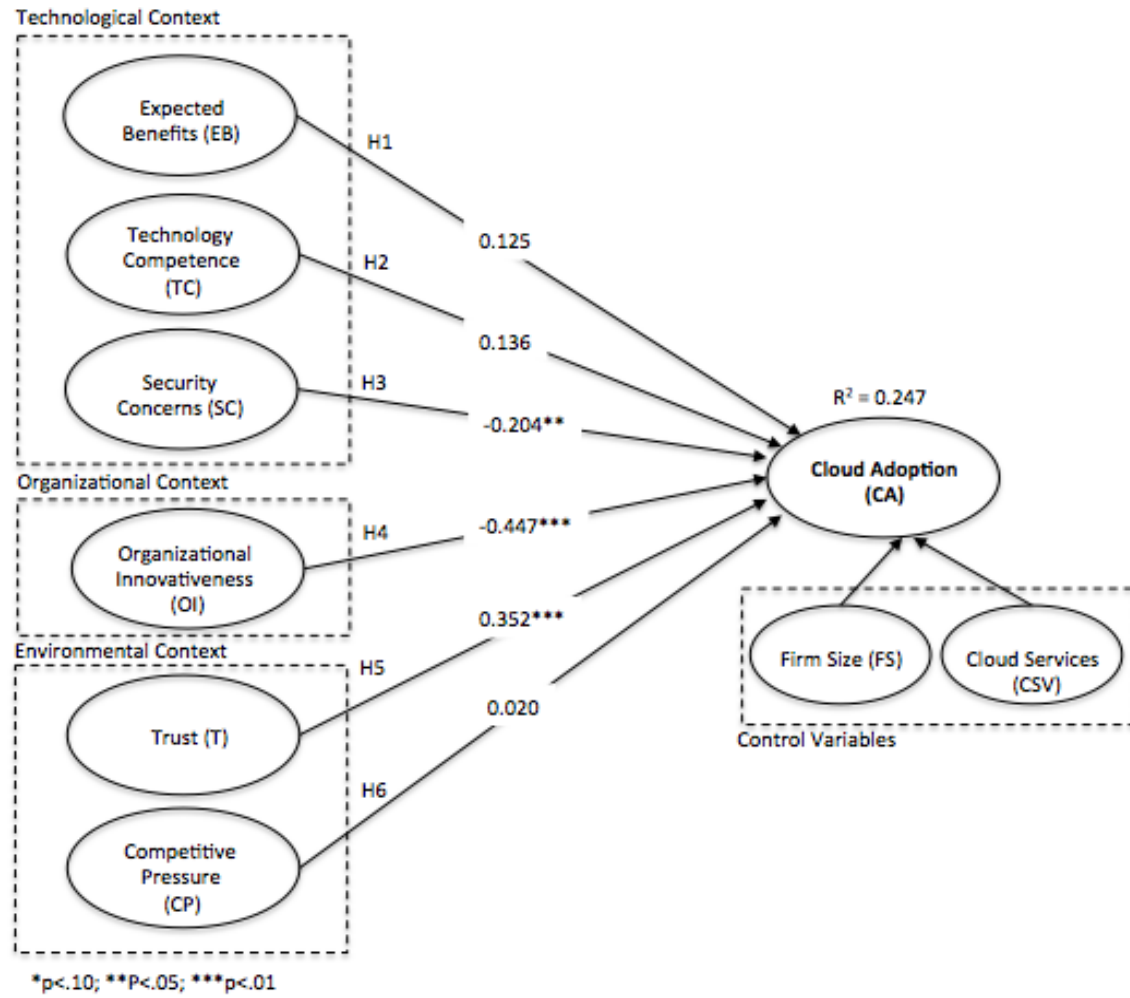 Technological Context
Expected
Benefits (EB)
H1
0.125
Technology
Competence
(TC)
H2
0.136
Security
Concerns (SC)
H3
-0.204**
R² = 0.247
Cloud Adoption
(CA)
Organizational Context
Organizational
Innovativeness
(OI)
H4
-0.447***
Environmental Context
Trust (T)
H5
0.352***
Competitive
Pressure
(CP)
H6
0.020
Firm Size (FS)
Cloud Services
(CSV)
Control Variables
*p<.10; **P<.05; ***p<.01